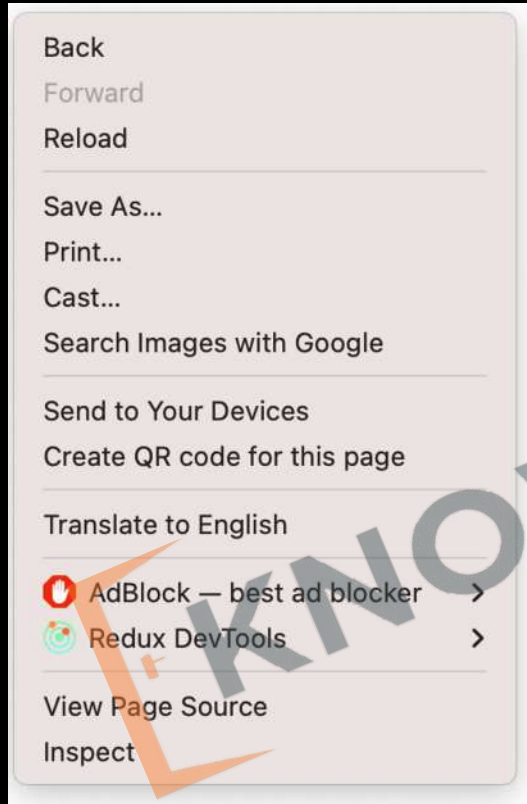 Back
Forward
Reload
Save As...
Print...
Cast...
Search Images with Google
Send to Your Devices
Create QR code for this page
Translate to English
AdBlock — best ad blocker
Redux DevTools
View Page Source
Inspect